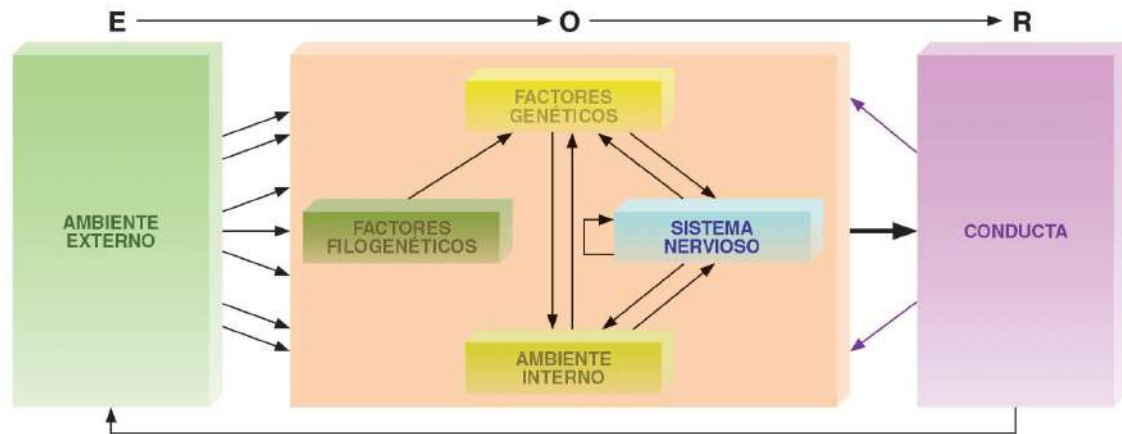 E O R
FACTORES
GENÉTICOS
AMBIENTE
EXTERNO
FACTORES
FILOGENÉTICOS
SISTEMA
NERVIOSO
CONDUCTA
AMBIENTE
INTERNO